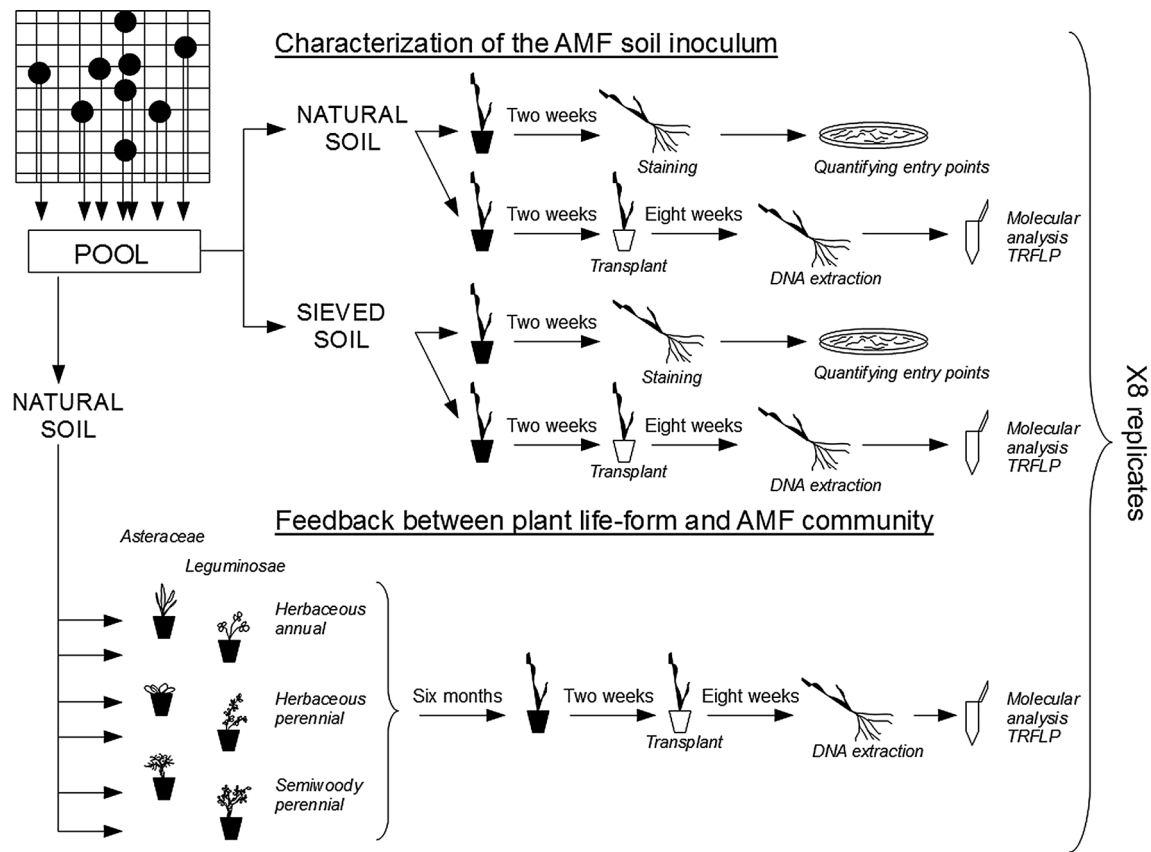 Characterization of the AMF soil inoculum
NATURAL
SOIL
Two weeks
Staining
Quantifying entry points
Two weeks
Transplant
Eight weeks
DNA extraction
Molecular
analysis
TRFLP
POOL
SIEVED
SOIL
Two weeks
Staining
Quantifying entry points
Two weeks
Transplant
Eight weeks
DNA extraction
Molecular
analysis
TRFLP
X8 replicates
NATURAL
SOIL
Feedback between plant life-form and AMF community
Asteraceae
Leguminosae
Herbaceous
annual
Herbaceous
perennial
Semiwoody
perennial
Six months
Two weeks
Transplant
Eight weeks
DNA extraction
Molecular
analysis
TRFLP